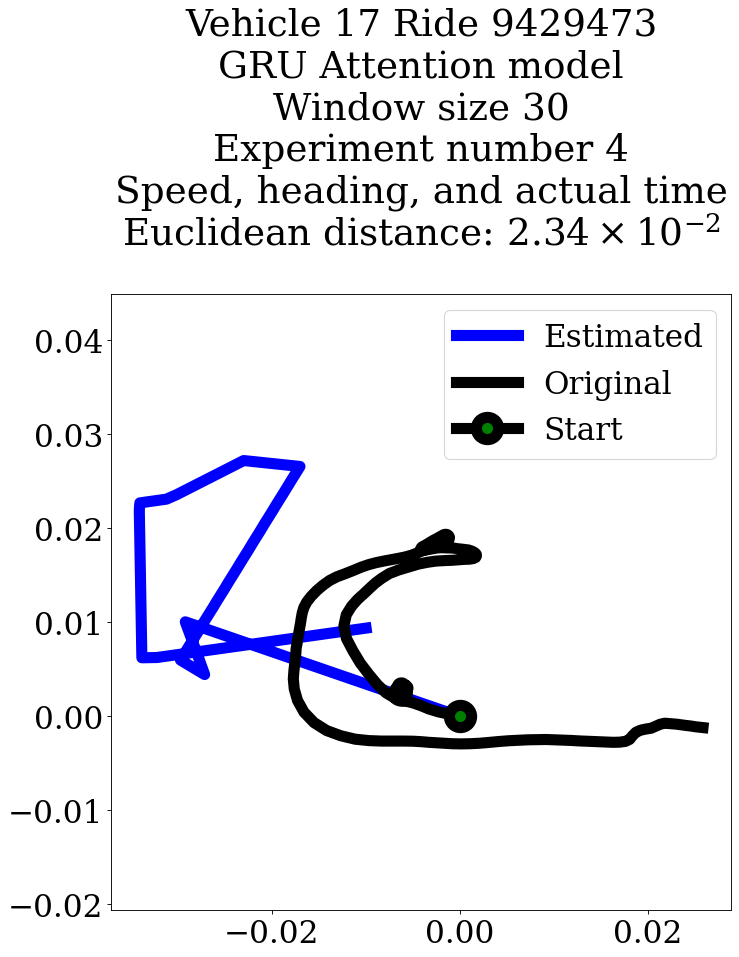 Vehicle 17 Ride 9429473
GRU Attention model
Window size 30
Experiment number 4
Speed, heading, and actual time
Euclidean distance: 2.34 × 10⁻²
Estimated
Original
Start
0.04
0.03
0.02
0.01
0.00
−0.01
−0.02
−0.02 0.00 0.02